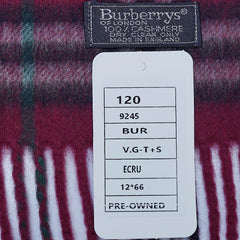 Burberrys
OF LONDON
100% CASHMERE
DRY CLEAN ONLY
MADE IN ENGLAND
120
9245
BUR
V.G-T+S
ECRU
12*66
PRE-OWNED